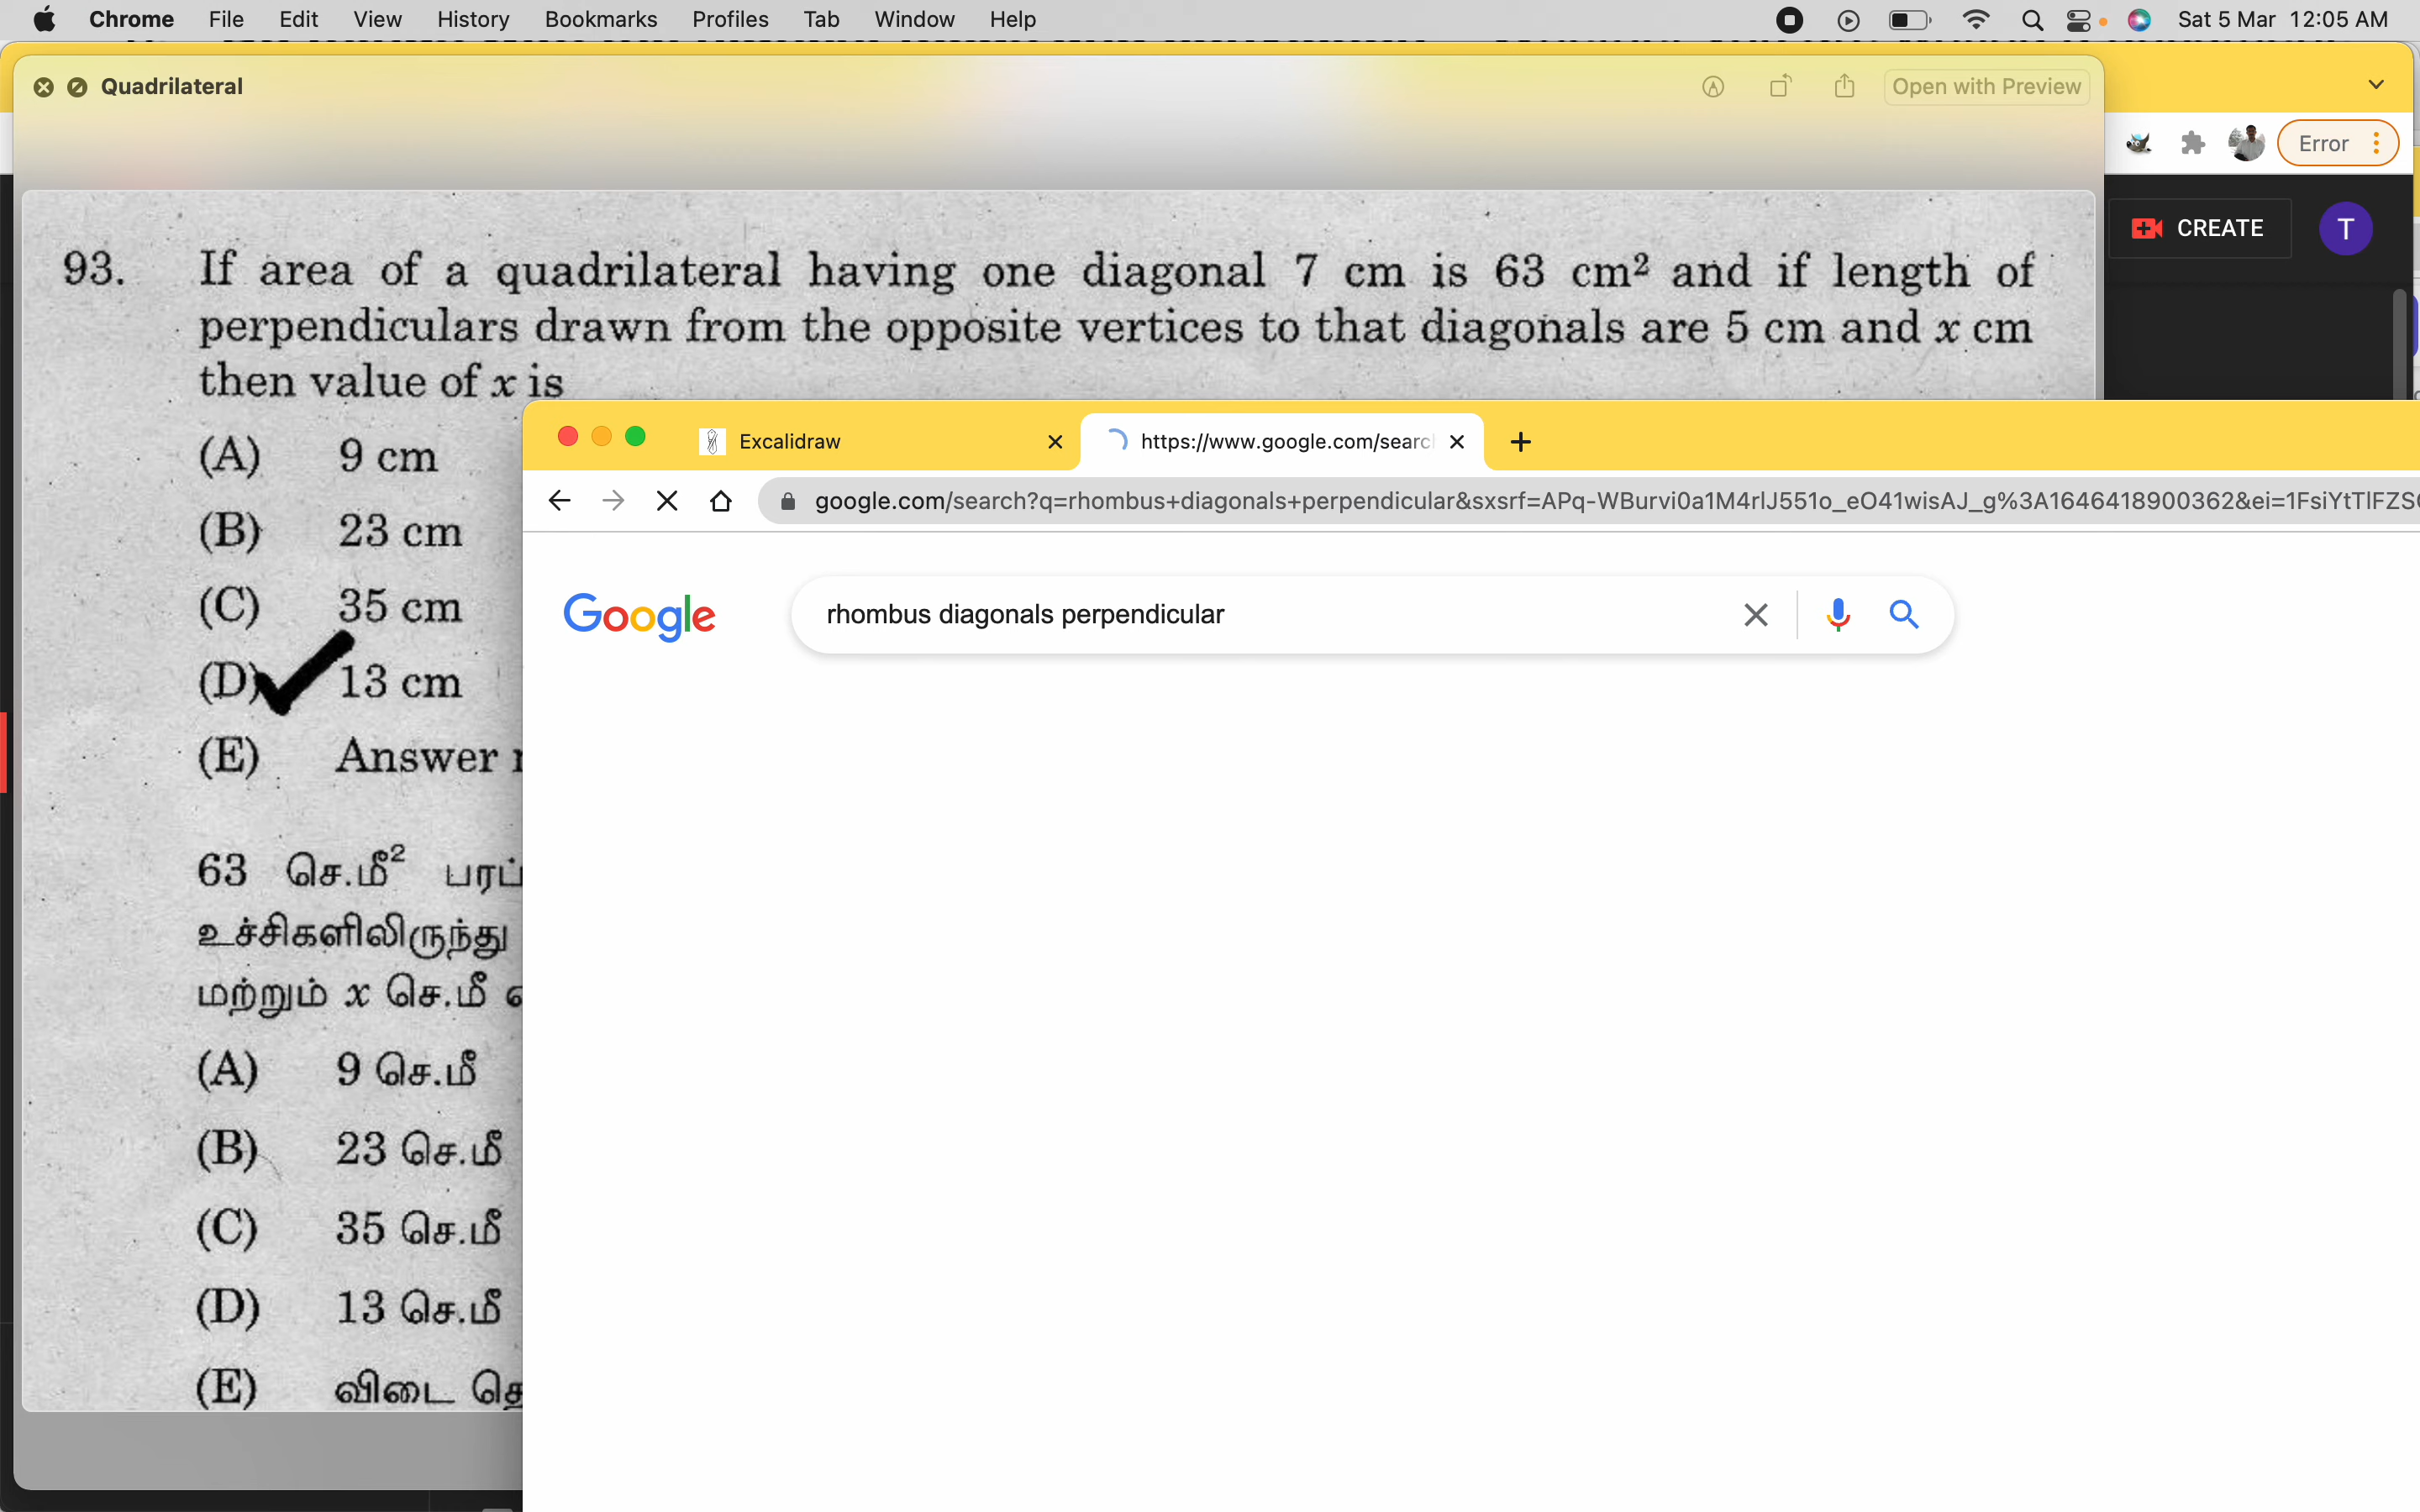 Chrome File Edit View History Bookmarks Profiles Tab Window Help Sat 5 Mar 12:05 AM
Quadrilateral Open with Preview
Error
CREATE T
93. If area of a quadrilateral having one diagonal 7 cm is 63 cm² and if length of
perpendiculars drawn from the opposite vertices to that diagonals are 5 cm and x cm
then value of x is
(A) 9 cm
(B) 23 cm
(C) 35 cm
(D) 13 cm
(E) Answer
63 செ.மீ²
உச்சிகளிலிருந்து
மற்றும் x செ.மீ
(A) 9 செ.மீ
(B) 23 செ.மீ
(C) 35 செ.மீ
(D) 13 செ.மீ
(E) விடை
Excalidraw https://www.google.com/searc
google.com/search?q=rhombus+diagonals+perpendicular&sxsrf=APq-WBurvi0a1M4rlJ551o_eO41wisAJ_g%3A1646418900362&ei=1FsiYtTlFZS
Google rhombus diagonals perpendicular